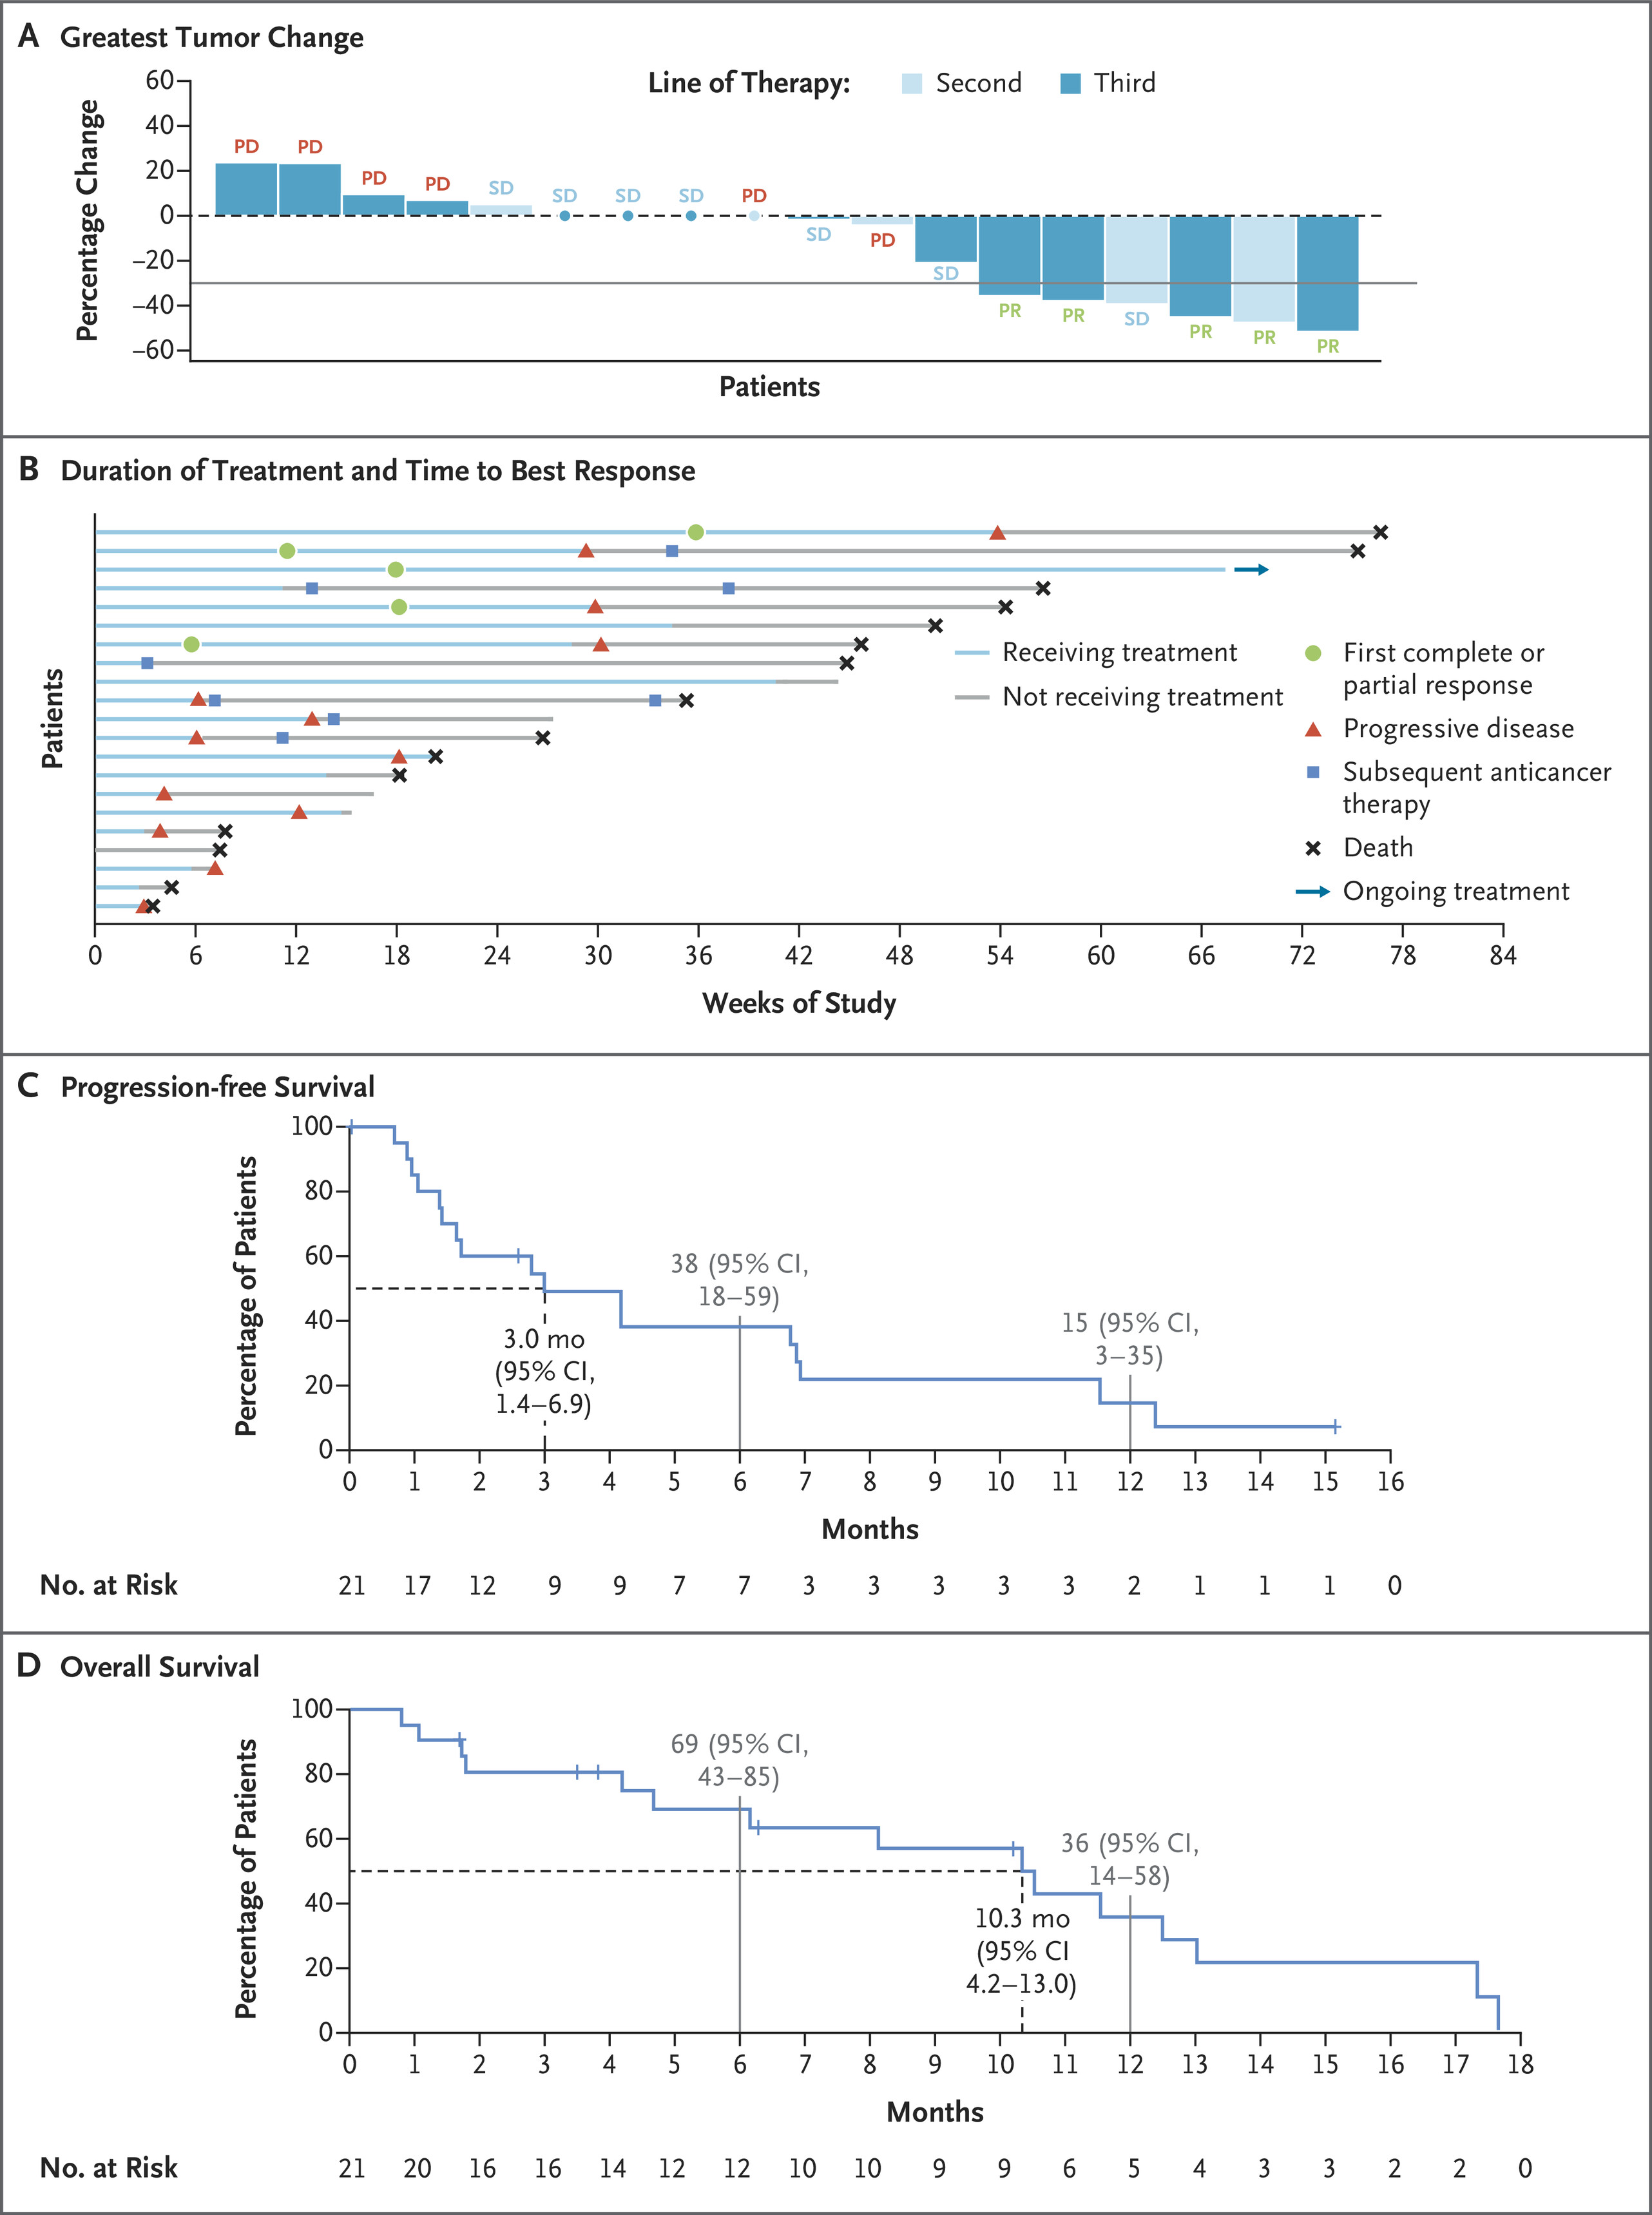 A Greatest Tumor Change
Line of Therapy: Second Third
Percentage Change
60
40
20
0
–20
–40
–60
PD PD PD PD SD SD SD SD PD SD PD SD PR PR SD PR PR PR
Patients
B Duration of Treatment and Time to Best Response
Patients
Receiving treatment
Not receiving treatment
First complete or
partial response
Progressive disease
Subsequent anticancer
therapy
Death
Ongoing treatment
0 6 12 18 24 30 36 42 48 54 60 66 72 78 84
Weeks of Study
C Progression-free Survival
Percentage of Patients
100
80
60
40
20
0
38 (95% CI,
18–59)
15 (95% CI,
3–35)
3.0 mo
(95% CI,
1.4–6.9)
0 1 2 3 4 5 6 7 8 9 10 11 12 13 14 15 16
Months
No. at Risk 21 17 12 9 9 7 7 3 3 3 3 3 2 1 1 1 0
D Overall Survival
Percentage of Patients
100
80
60
40
20
0
69 (95% CI,
43–85)
36 (95% CI,
14–58)
10.3 mo
(95% CI
4.2–13.0)
0 1 2 3 4 5 6 7 8 9 10 11 12 13 14 15 16 17 18
Months
No. at Risk 21 20 16 16 14 12 12 10 10 9 9 6 5 4 3 3 2 2 0